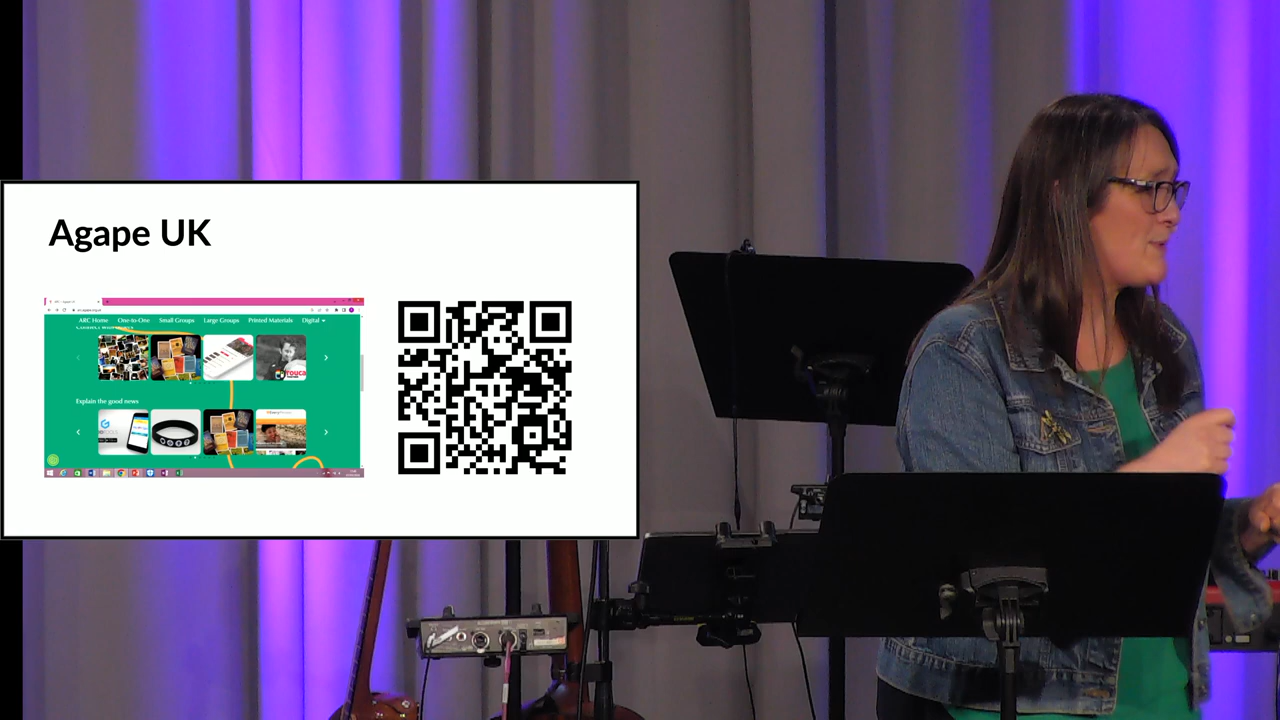 Agape UK
ARC Home One-to-One Small Groups Large Groups Printed Materials Digital
Explain the good news